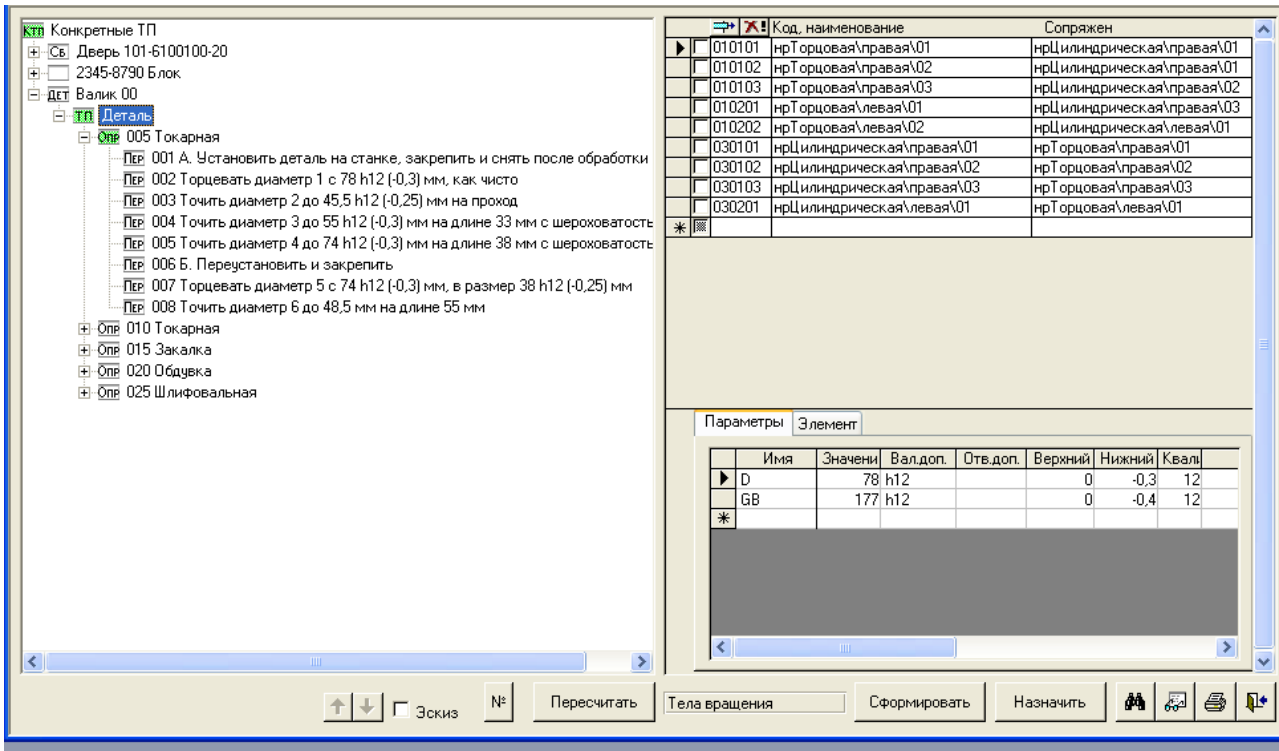 КТП Конкретные ТП
СБ Дверь 101-6100100-20
2345-8790 Блок
ДЕТ Валик 00
ТП Деталь
ОПР 005 Токарная
ПЕР 001 А. Установить деталь на станке, закрепить и снять после обработки
ПЕР 002 Торцевать диаметр 1 с 78 h12 (-0,3) мм, как чисто
ПЕР 003 Точить диаметр 2 до 45,5 h12 (-0,25) мм на проход
ПЕР 004 Точить диаметр 3 до 55 h12 (-0,3) мм на длине 33 мм с шероховатость
ПЕР 005 Точить диаметр 4 до 74 h12 (-0,3) мм на длине 38 мм с шероховатость
ПЕР 006 Б. Переустановить и закрепить
ПЕР 007 Торцевать диаметр 5 с 74 h12 (-0,3) мм, в размер 38 h12 (-0,25) мм
ПЕР 008 Точить диаметр 6 до 48,5 мм на длине 55 мм
ОПР 010 Токарная
ОПР 015 Закалка
ОПР 020 Обдувка
ОПР 025 Шлифовальная
Код, наименование Сопряжен
010101 нрТорцовая\правая\01 нрЦилиндрическая\правая\01
010102 нрТорцовая\правая\02 нрЦилиндрическая\правая\01
010103 нрТорцовая\правая\03 нрЦилиндрическая\правая\02
010201 нрТорцовая\левая\01 нрЦилиндрическая\правая\03
010202 нрТорцовая\левая\02 нрЦилиндрическая\левая\01
030101 нрЦилиндрическая\правая\01 нрТорцовая\правая\01
030102 нрЦилиндрическая\правая\02 нрТорцовая\правая\02
030103 нрЦилиндрическая\правая\03 нрТорцовая\правая\03
030201 нрЦилиндрическая\левая\01 нрТорцовая\левая\01
Параметры Элемент
Имя Значени Вал.доп. Отв.доп. Верхний Нижний Квали
D 78 h12 0 -0,3 12
GB 177 h12 0 -0,4 12
Эскиз № Пересчитать Тела вращения Сформировать Назначить